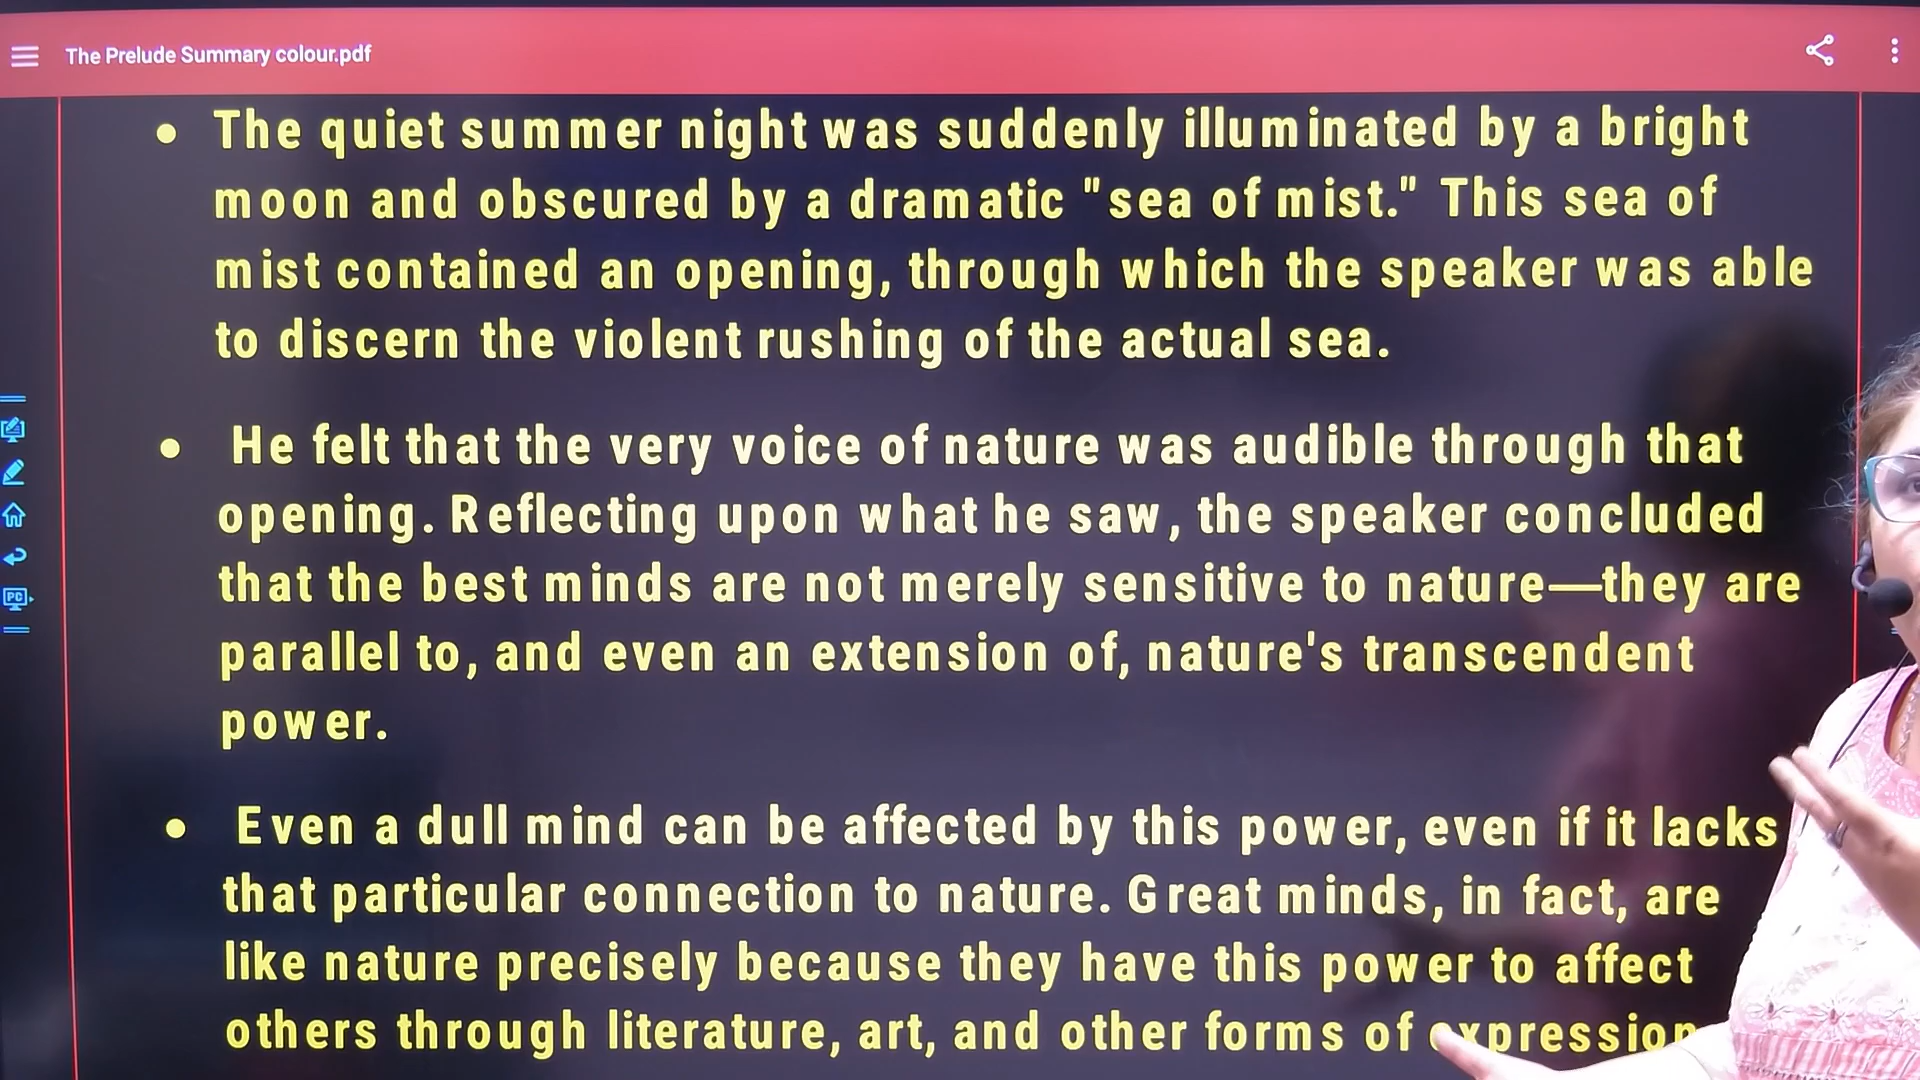 The Prelude Summary colour.pdf
• The quiet summer night was suddenly illuminated by a bright
moon and obscured by a dramatic "sea of mist." This sea of
mist contained an opening, through which the speaker was able
to discern the violent rushing of the actual sea.
• He felt that the very voice of nature was audible through that
opening. Reflecting upon what he saw, the speaker concluded
that the best minds are not merely sensitive to nature—they are
parallel to, and even an extension of, nature's transcendent
power.
• Even a dull mind can be affected by this power, even if it lacks
that particular connection to nature. Great minds, in fact, are
like nature precisely because they have this power to affect
others through literature, art, and other forms of expression
PC